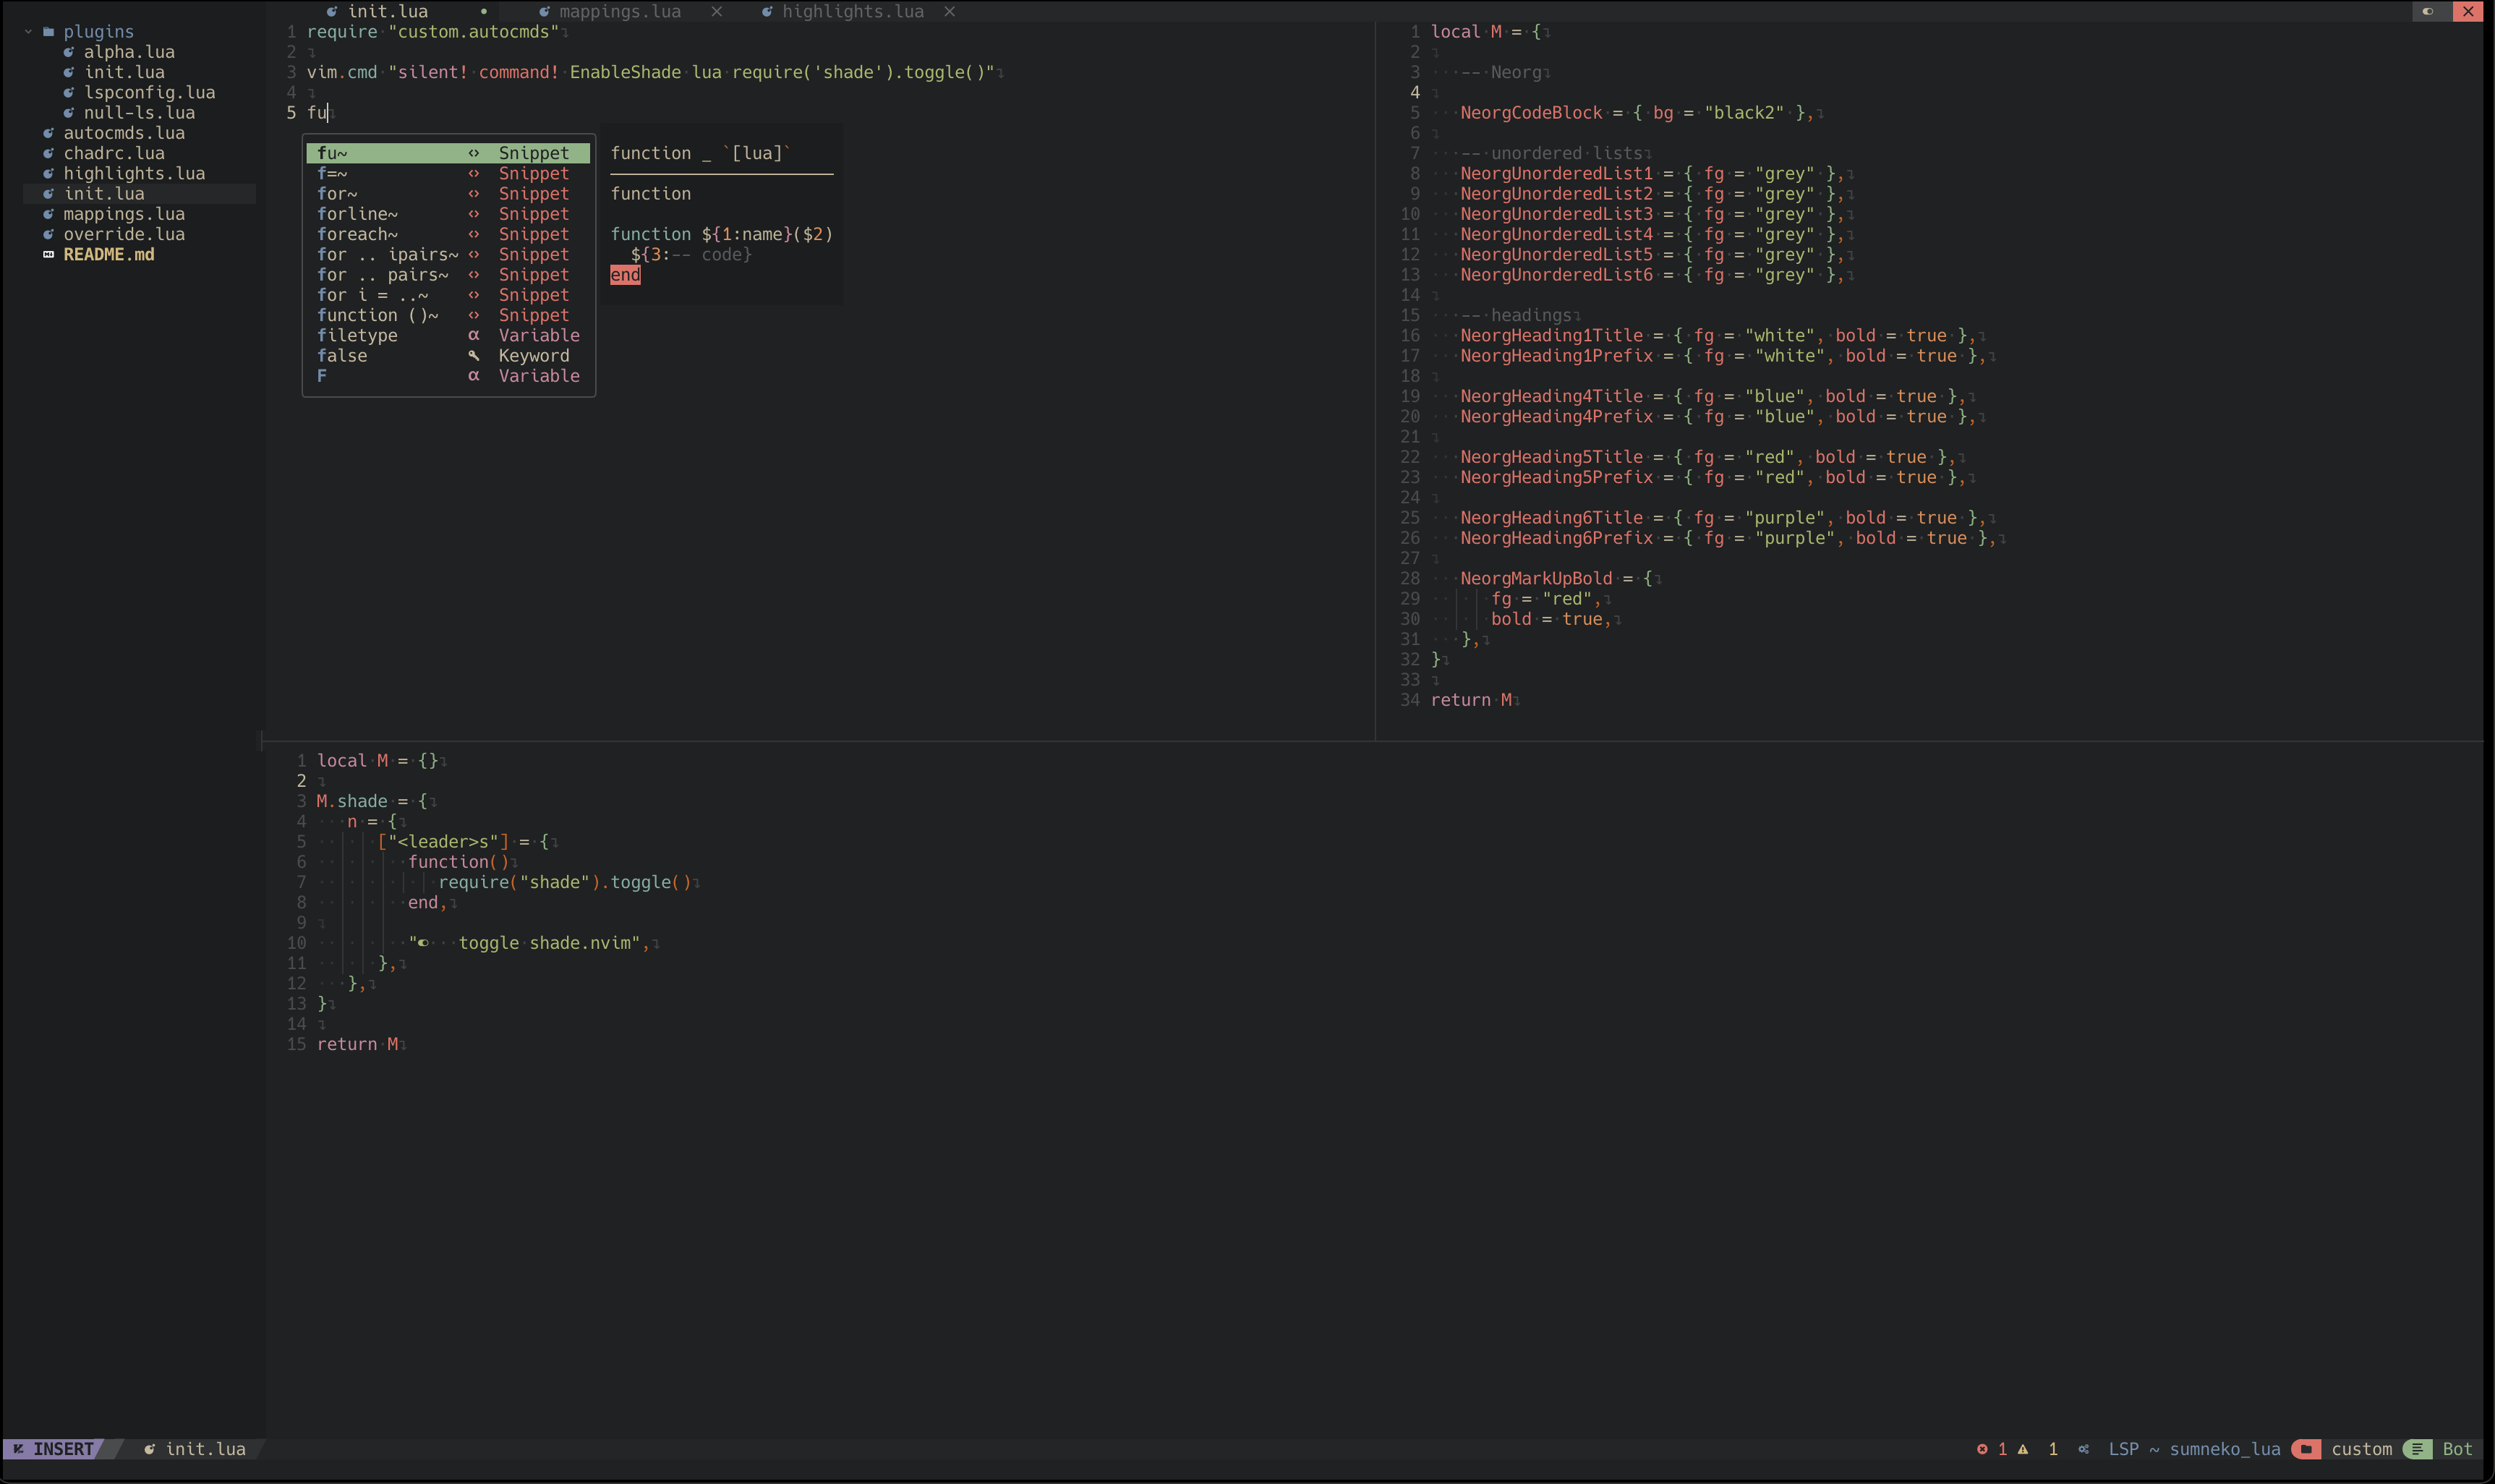 init.lua mappings.lua highlights.lua
plugins
alpha.lua
init.lua
lspconfig.lua
null-ls.lua
autocmds.lua
chadrc.lua
highlights.lua
init.lua
mappings.lua
override.lua
README.md
1 require "custom.autocmds"
2
3 vim.cmd "silent! command! EnableShade lua require('shade').toggle()"
4
5 fu
fu~ <> Snippet
f=~ <> Snippet
for~ <> Snippet
forline~ <> Snippet
foreach~ <> Snippet
for .. ipairs~ <> Snippet
for .. pairs~ <> Snippet
for i = ..~ <> Snippet
function ()~ <> Snippet
filetype α Variable
false Keyword
F α Variable
function _ `[lua]`
function
function ${1:name}($2)
${3:-- code}
end
1 local M = {
2
3 -- Neorg
4
5 NeorgCodeBlock = { bg = "black2" },
6
7 -- unordered lists
8 NeorgUnorderedList1 = { fg = "grey" },
9 NeorgUnorderedList2 = { fg = "grey" },
10 NeorgUnorderedList3 = { fg = "grey" },
11 NeorgUnorderedList4 = { fg = "grey" },
12 NeorgUnorderedList5 = { fg = "grey" },
13 NeorgUnorderedList6 = { fg = "grey" },
14
15 -- headings
16 NeorgHeading1Title = { fg = "white", bold = true },
17 NeorgHeading1Prefix = { fg = "white", bold = true },
18
19 NeorgHeading4Title = { fg = "blue", bold = true },
20 NeorgHeading4Prefix = { fg = "blue", bold = true },
21
22 NeorgHeading5Title = { fg = "red", bold = true },
23 NeorgHeading5Prefix = { fg = "red", bold = true },
24
25 NeorgHeading6Title = { fg = "purple", bold = true },
26 NeorgHeading6Prefix = { fg = "purple", bold = true },
27
28 NeorgMarkUpBold = {
29 fg = "red",
30 bold = true,
31 },
32 }
33
34 return M
1 local M = {}
2
3 M.shade = {
4 n = {
5 ["<leader>s"] = {
6 function()
7 require("shade").toggle()
8 end,
9
10 " toggle shade.nvim",
11 },
12 },
13 }
14
15 return M
INSERT init.lua 1 1 LSP ~ sumneko_lua custom Bot